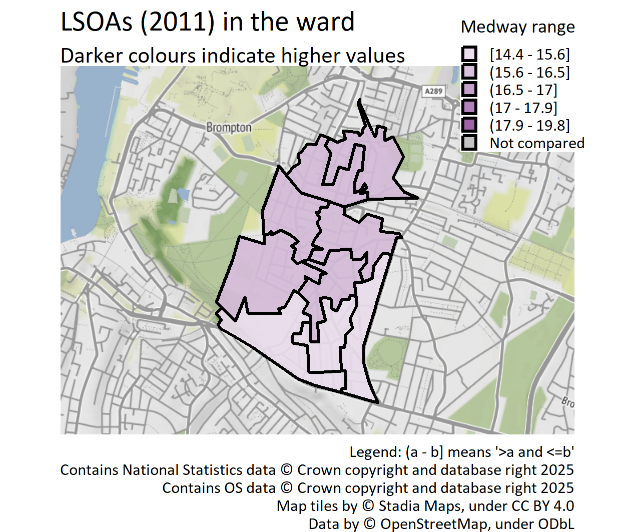 LSOAs (2011) in the ward
Darker colours indicate higher values
Medway range
[14.4 - 15.6]
(15.6 - 16.5]
(16.5 - 17]
(17 - 17.9]
(17.9 - 19.8]
Not compared
A289
Brompton
Bro
Legend: (a - b] means '>a and <=b'
Contains National Statistics data © Crown copyright and database right 2025
Contains OS data © Crown copyright and database right 2025
Map tiles by © Stadia Maps, under CC BY 4.0
Data by © OpenStreetMap, under ODbL